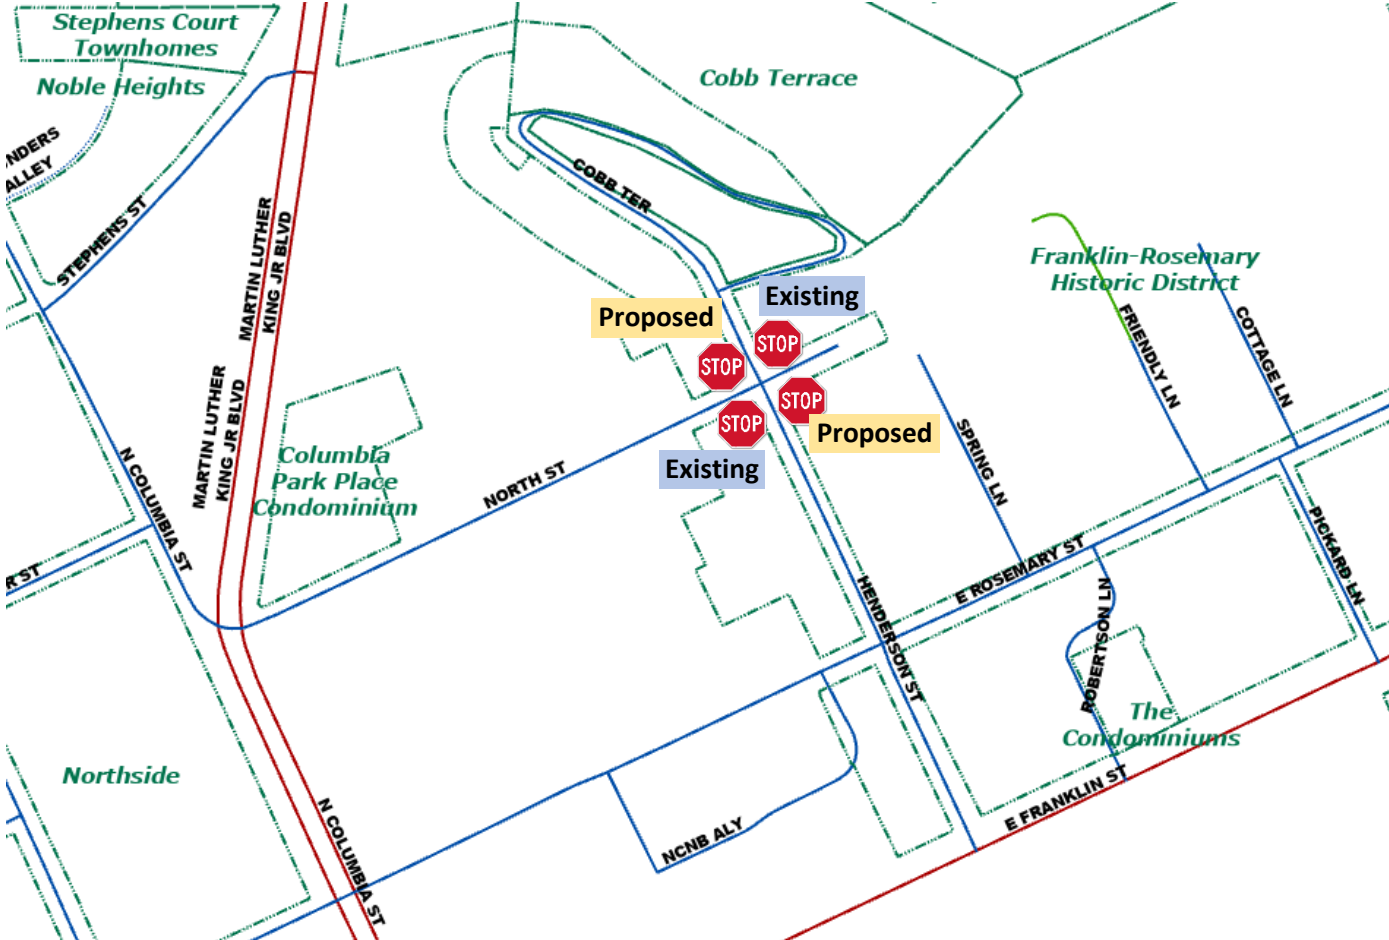 Stephens Court
Townhomes
Noble Heights
NDERS
ALLEY
STEPHENS ST
MARTIN LUTHER
KING JR BLVD
Cobb Terrace
COBB TER
Franklin-Rosemary
Historic District
FRIENDLY LN
COTTAGE LN
Existing
Proposed
STOP
STOP
STOP
STOP
Proposed
Existing
SPRING LN
MARTIN LUTHER
KING JR BLVD
N COLUMBIA ST
Columbia
Park Place
Condominium
NORTH ST
R ST
HENDERSON ST
E ROSEMARY ST
ROBERTSON LN
PICKARD LN
The
Condominiums
Northside
N COLUMBIA ST
NCNB ALY
E FRANKLIN ST